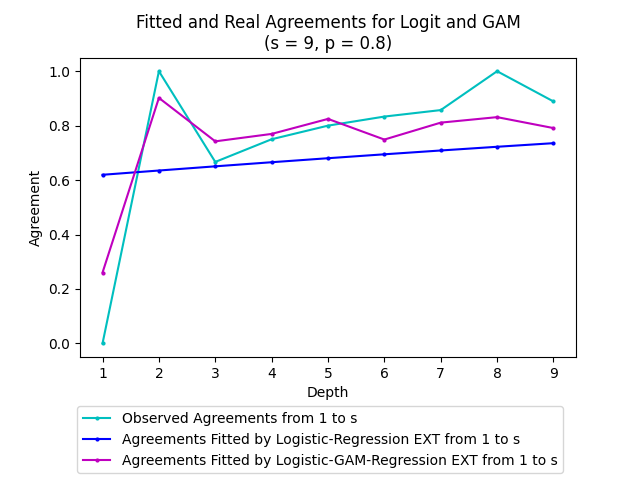 Fitted and Real Agreements for Logit and GAM
(s = 9, p = 0.8)
1.0
0.8
0.6
0.4
0.2
0.0
Agreement
1 2 3 4 5 6 7 8 9
Depth
Observed Agreements from 1 to s
Agreements Fitted by Logistic-Regression EXT from 1 to s
Agreements Fitted by Logistic-GAM-Regression EXT from 1 to s